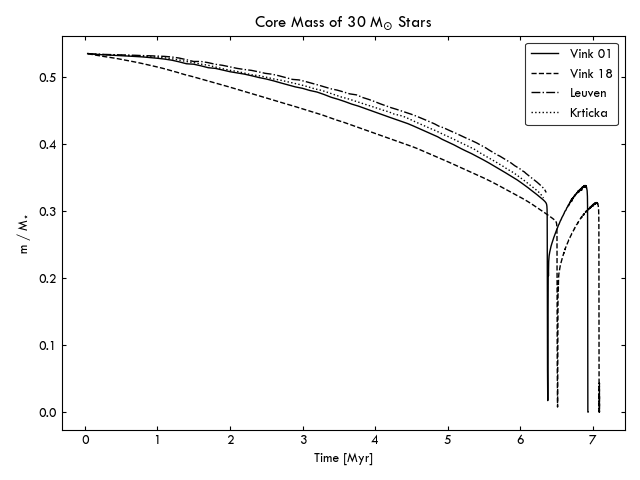 Core Mass of 30 M☉ Stars
Vink 01
Vink 18
Leuven
Krticka
0.5
0.4
0.3
0.2
0.1
0.0
m / M⋆
0 1 2 3 4 5 6 7
Time [Myr]